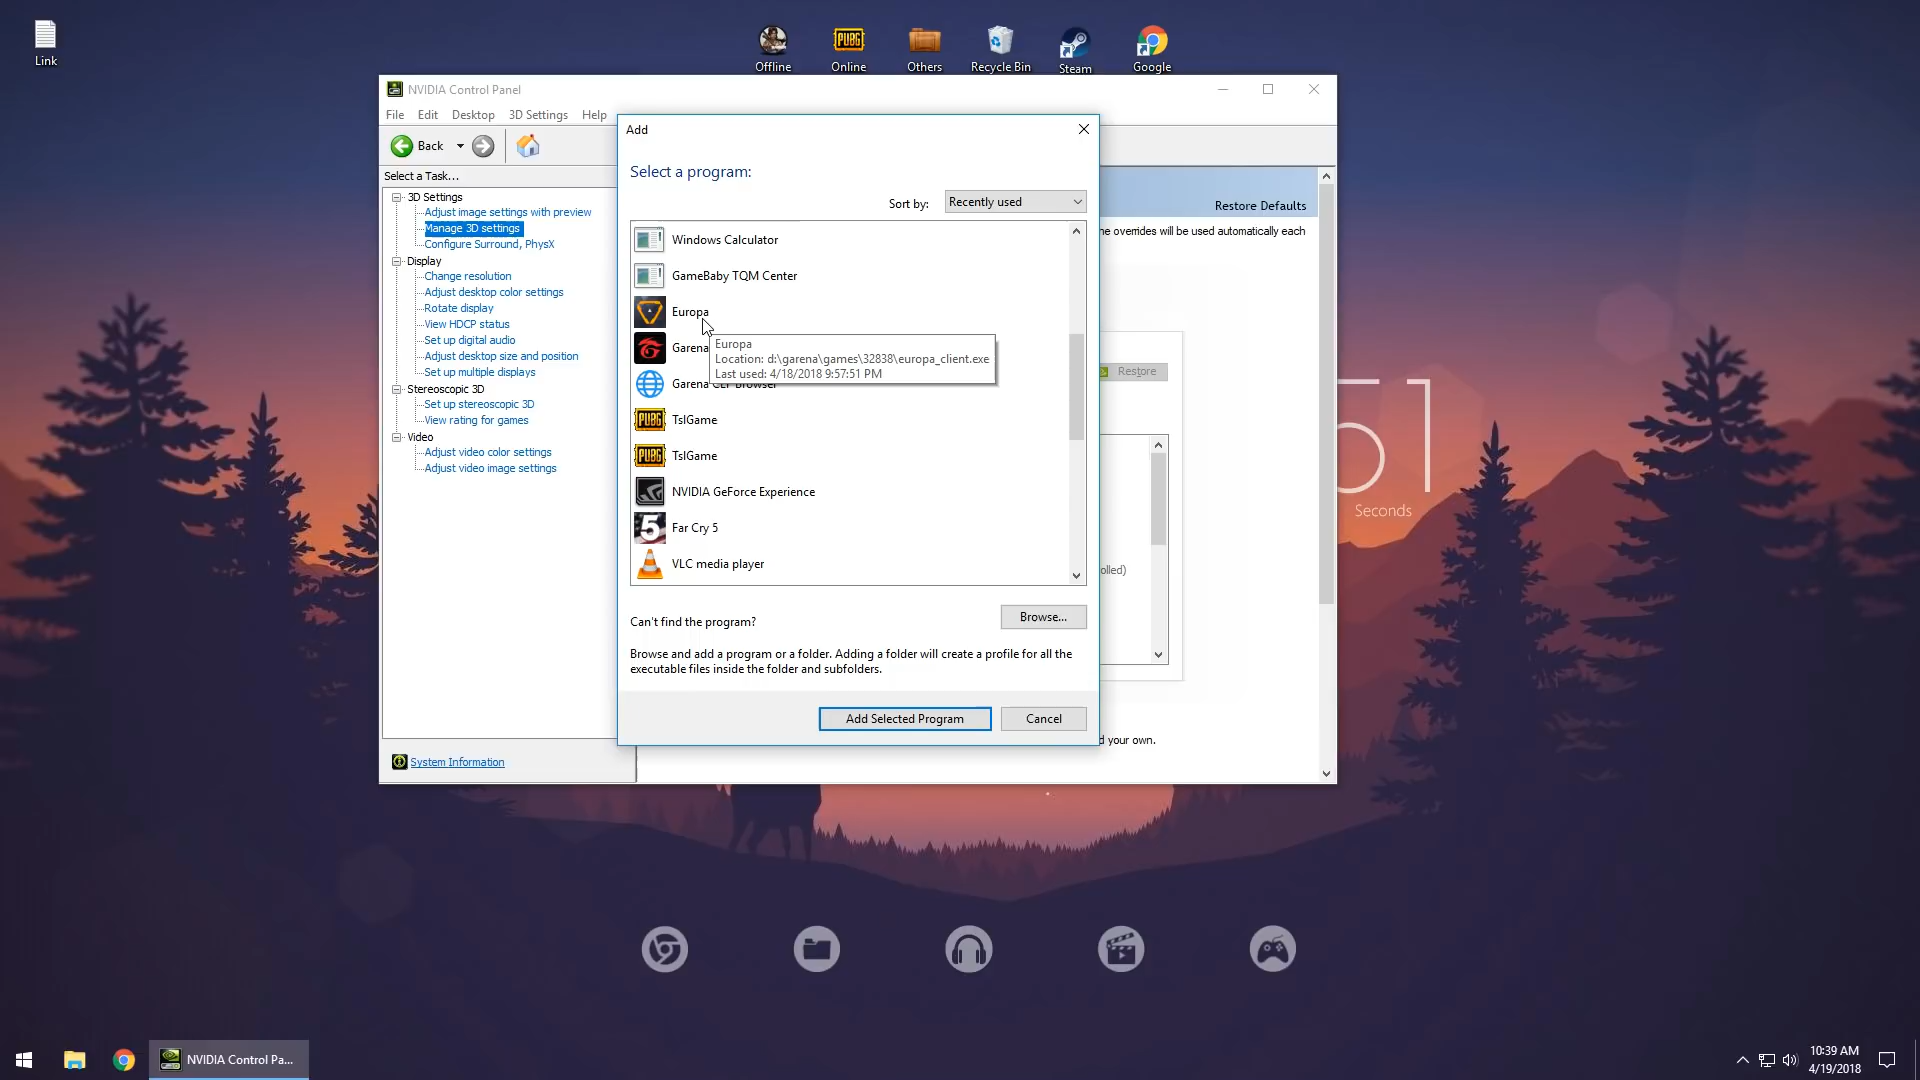 Link
Offline
PUBG
Online
Others
Recycle Bin
Steam
Google
NVIDIA Control Panel
File Edit Desktop 3D Settings Help
Back
Select a Task...
3D Settings
Adjust image settings with preview
Manage 3D settings
Configure Surround, PhysX
Display
Change resolution
Adjust desktop color settings
Rotate display
View HDCP status
Set up digital audio
Adjust desktop size and position
Set up multiple displays
Stereoscopic 3D
Set up stereoscopic 3D
View rating for games
Video
Adjust video color settings
Adjust video image settings
System Information
Add
Select a program:
Sort by: Recently used
Windows Calculator
GameBaby TQM Center
Europa
Garena
Europa
Location: d:\garena\games\32838\europa_client.exe
Last used: 4/18/2018 9:57:51 PM
Garena CEF Browser
PUBG TslGame
PUBG TslGame
NVIDIA GeForce Experience
5 Far Cry 5
VLC media player
Can't find the program?
Browse...
Browse and add a program or a folder. Adding a folder will create a profile for all the
executable files inside the folder and subfolders.
Add Selected Program Cancel
Restore Defaults
he overrides will be used automatically each
Restore
olled)
d your own.
51
Seconds
NVIDIA Control Pa...
10:39 AM
4/19/2018